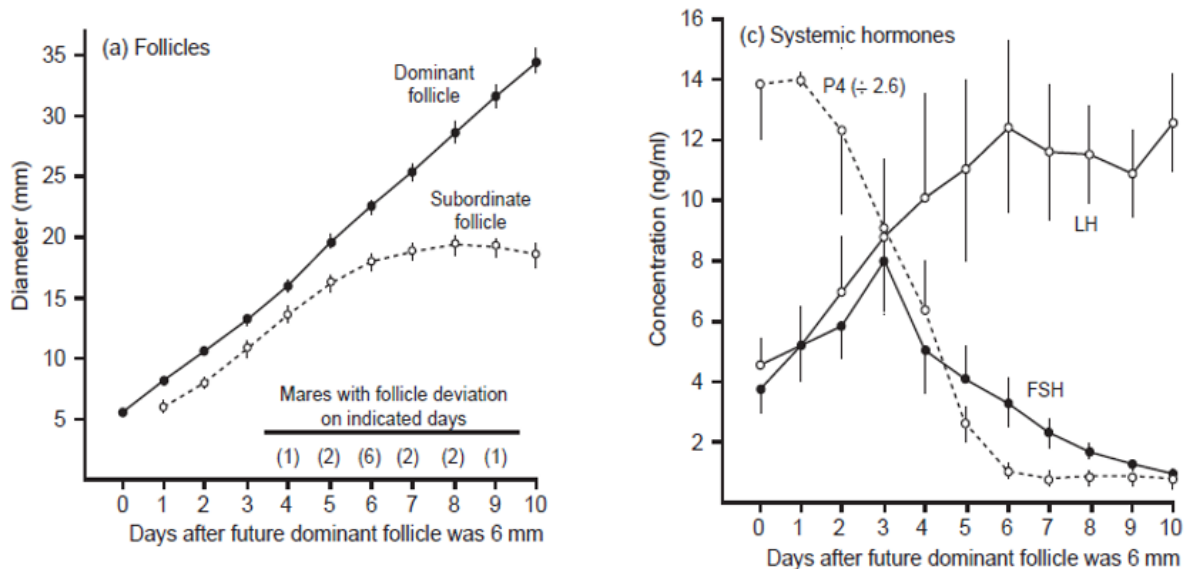 (a) Follicles
35
30
25
20
15
10
5
Diameter (mm)
Dominant
follicle
Subordinate
follicle
Mares with follicle deviation
on indicated days
(1) (2) (6) (2) (2) (1)
0 1 2 3 4 5 6 7 8 9 10
Days after future dominant follicle was 6 mm
(c) Systemic hormones
16
14
12
10
8
6
4
2
Concentration (ng/ml)
P4 (÷ 2.6)
LH
FSH
0 1 2 3 4 5 6 7 8 9 10
Days after future dominant follicle was 6 mm